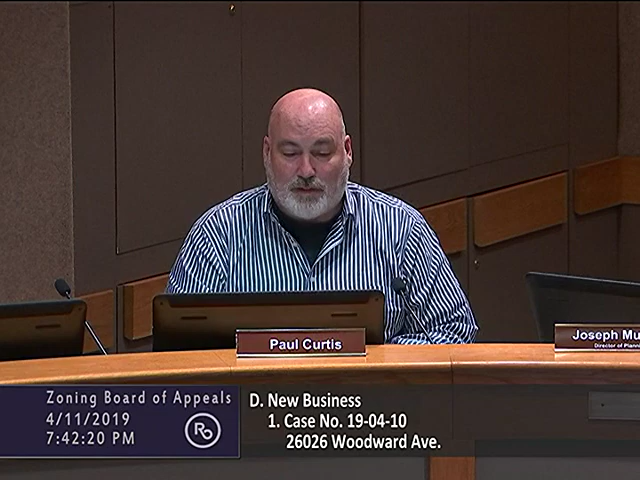 Paul Curtis
Joseph Mu
Director of Plann
Zoning Board of Appeals
4/11/2019
7:42:20 PM
Ro
D. New Business
1. Case No. 19-04-10
26026 Woodward Ave.